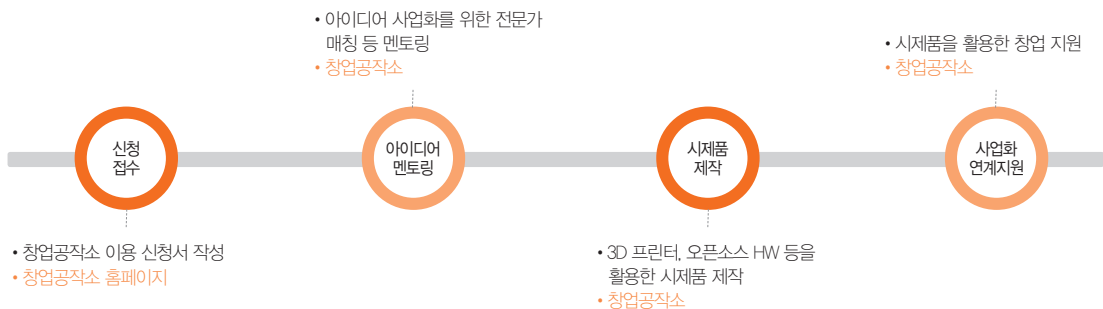 신청
접수
• 창업공작소 이용 신청서 작성
• 창업공작소 홈페이지
• 아이디어 사업화를 위한 전문가
매칭 등 멘토링
• 창업공작소
아이디어
멘토링
시제품
제작
• 3D 프린터, 오픈소스 HW 등을
활용한 시제품 제작
• 창업공작소
• 시제품을 활용한 창업 지원
• 창업공작소
사업화
연계지원